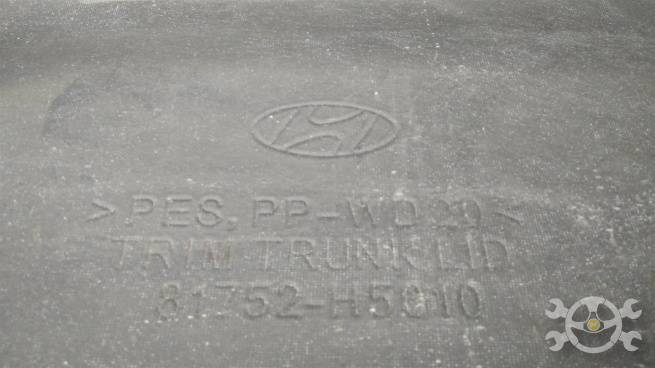 >PES, PP-WD20<
TRIM TRUNK LID
81752-H5010